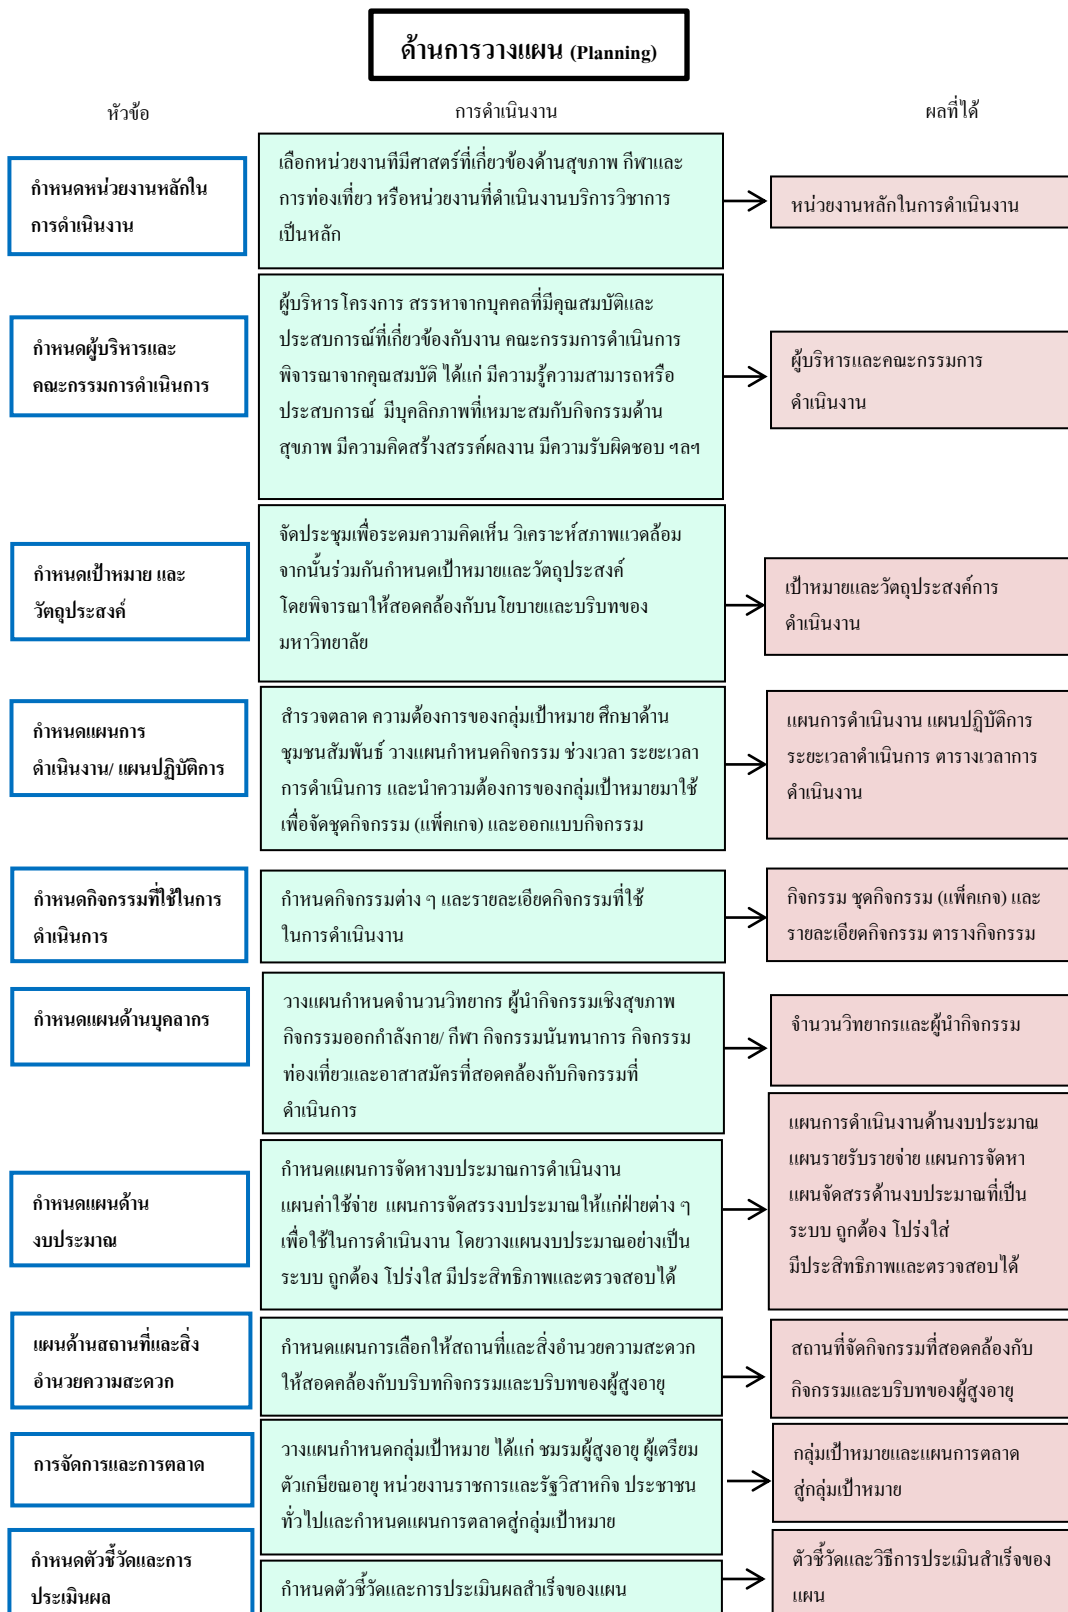 ด้านการวางแผน (Planning)
หัวข้อ
การดำเนินงาน
ผลที่ได้
กำหนดหน่วยงานหลักใน
การดำเนินงาน
เลือกหน่วยงานทีมีศาสตร์ที่เกี่ยวข้องด้านสุขภาพ กีฬาและ
การท่องเที่ยว หรือหน่วยงานที่ดำเนินงานบริการวิชาการ
เป็นหลัก
หน่วยงานหลักในการดำเนินงาน
กำหนดผู้บริหารและ
คณะกรรมการดำเนินการ
ผู้บริหารโครงการ สรรหาจากบุคคลที่มีคุณสมบัติและ
ประสบการณ์ที่เกี่ยวข้องกับงาน คณะกรรมการดำเนินการ
พิจารณาจากคุณสมบัติ ได้แก่ มีความรู้ความสามารถหรือ
ประสบการณ์ มีบุคลิกภาพที่เหมาะสมกับกิจกรรมด้าน
สุขภาพ มีความคิดสร้างสรรค์ผลงาน มีความรับผิดชอบ ฯลฯ
ผู้บริหารและคณะกรรมการ
ดำเนินงาน
กำหนดเป้าหมาย และ
วัตถุประสงค์
จัดประชุมเพื่อระดมความคิดเห็น วิเคราะห์สภาพแวดล้อม
จากนั้นร่วมกันกำหนดเป้าหมายและวัตถุประสงค์
โดยพิจารณาให้สอดคล้องกับนโยบายและบริบทของ
มหาวิทยาลัย
เป้าหมายและวัตถุประสงค์การ
ดำเนินงาน
กำหนดแผนการ
ดำเนินงาน/ แผนปฏิบัติการ
สำรวจตลาด ความต้องการของกลุ่มเป้าหมาย ศึกษาด้าน
ชุมชนสัมพันธ์ วางแผนกำหนดกิจกรรม ช่วงเวลา ระยะเวลา
การดำเนินการ และนำความต้องการของกลุ่มเป้าหมายมาใช้
เพื่อจัดชุดกิจกรรม (แพ็คเกจ) และออกแบบกิจกรรม
แผนการดำเนินงาน แผนปฏิบัติการ
ระยะเวลาดำเนินการ ตารางเวลาการ
ดำเนินงาน
กำหนดกิจกรรมที่ใช้ในการ
ดำเนินการ
กำหนดกิจกรรมต่าง ๆ และรายละเอียดกิจกรรมที่ใช้
ในการดำเนินงาน
กิจกรรม ชุดกิจกรรม (แพ็คเกจ) และ
รายละเอียดกิจกรรม ตารางกิจกรรม
กำหนดแผนด้านบุคลากร
วางแผนกำหนดจำนวนวิทยากร ผู้นำกิจกรรมเชิงสุขภาพ
กิจกรรมออกกำลังกาย/ กีฬา กิจกรรมนันทนาการ กิจกรรม
ท่องเที่ยวและอาสาสมัครที่สอดคล้องกับกิจกรรมที่
ดำเนินการ
จำนวนวิทยากรและผู้นำกิจกรรม
กำหนดแผนด้าน
งบประมาณ
กำหนดแผนการจัดหางบประมาณการดำเนินงาน
แผนค่าใช้จ่าย แผนการจัดสรรงบประมาณให้แก่ฝ่ายต่าง ๆ
เพื่อใช้ในการดำเนินงาน โดยวางแผนงบประมาณอย่างเป็น
ระบบ ถูกต้อง โปร่งใส มีประสิทธิภาพและตรวจสอบได้
แผนการดำเนินงานด้านงบประมาณ
แผนรายรับรายจ่าย แผนการจัดหา
แผนจัดสรรด้านงบประมาณที่เป็น
ระบบ ถูกต้อง โปร่งใส่
มีประสิทธิภาพและตรวจสอบได้
แผนด้านสถานที่และสิ่ง
อำนวยความสะดวก
กำหนดแผนการเลือกให้สถานที่และสิ่งอำนวยความสะดวก
ให้สอดคล้องกับบริบทกิจกรรมและบริบทของผู้สูงอายุ
สถานที่จัดกิจกรรมที่สอดคล้องกับ
กิจกรรมและบริบทของผู้สูงอายุ
การจัดการและการตลาด
วางแผนกำหนดกลุ่มเป้าหมาย ได้แก่ ชมรมผู้สูงอายุ ผู้เตรียม
ตัวเกษียณอายุ หน่วยงานราชการและรัฐวิสาหกิจ ประชาชน
ทั่วไปและกำหนดแผนการตลาดสู่กลุ่มเป้าหมาย
กลุ่มเป้าหมายและแผนการตลาด
สู่กลุ่มเป้าหมาย
กำหนดตัวชี้วัดและการ
ประเมินผล
กำหนดตัวชี้วัดและการประเมินผลสำเร็จของแผน
ตัวชี้วัดและวิธีการประเมินสำเร็จของ
แผน